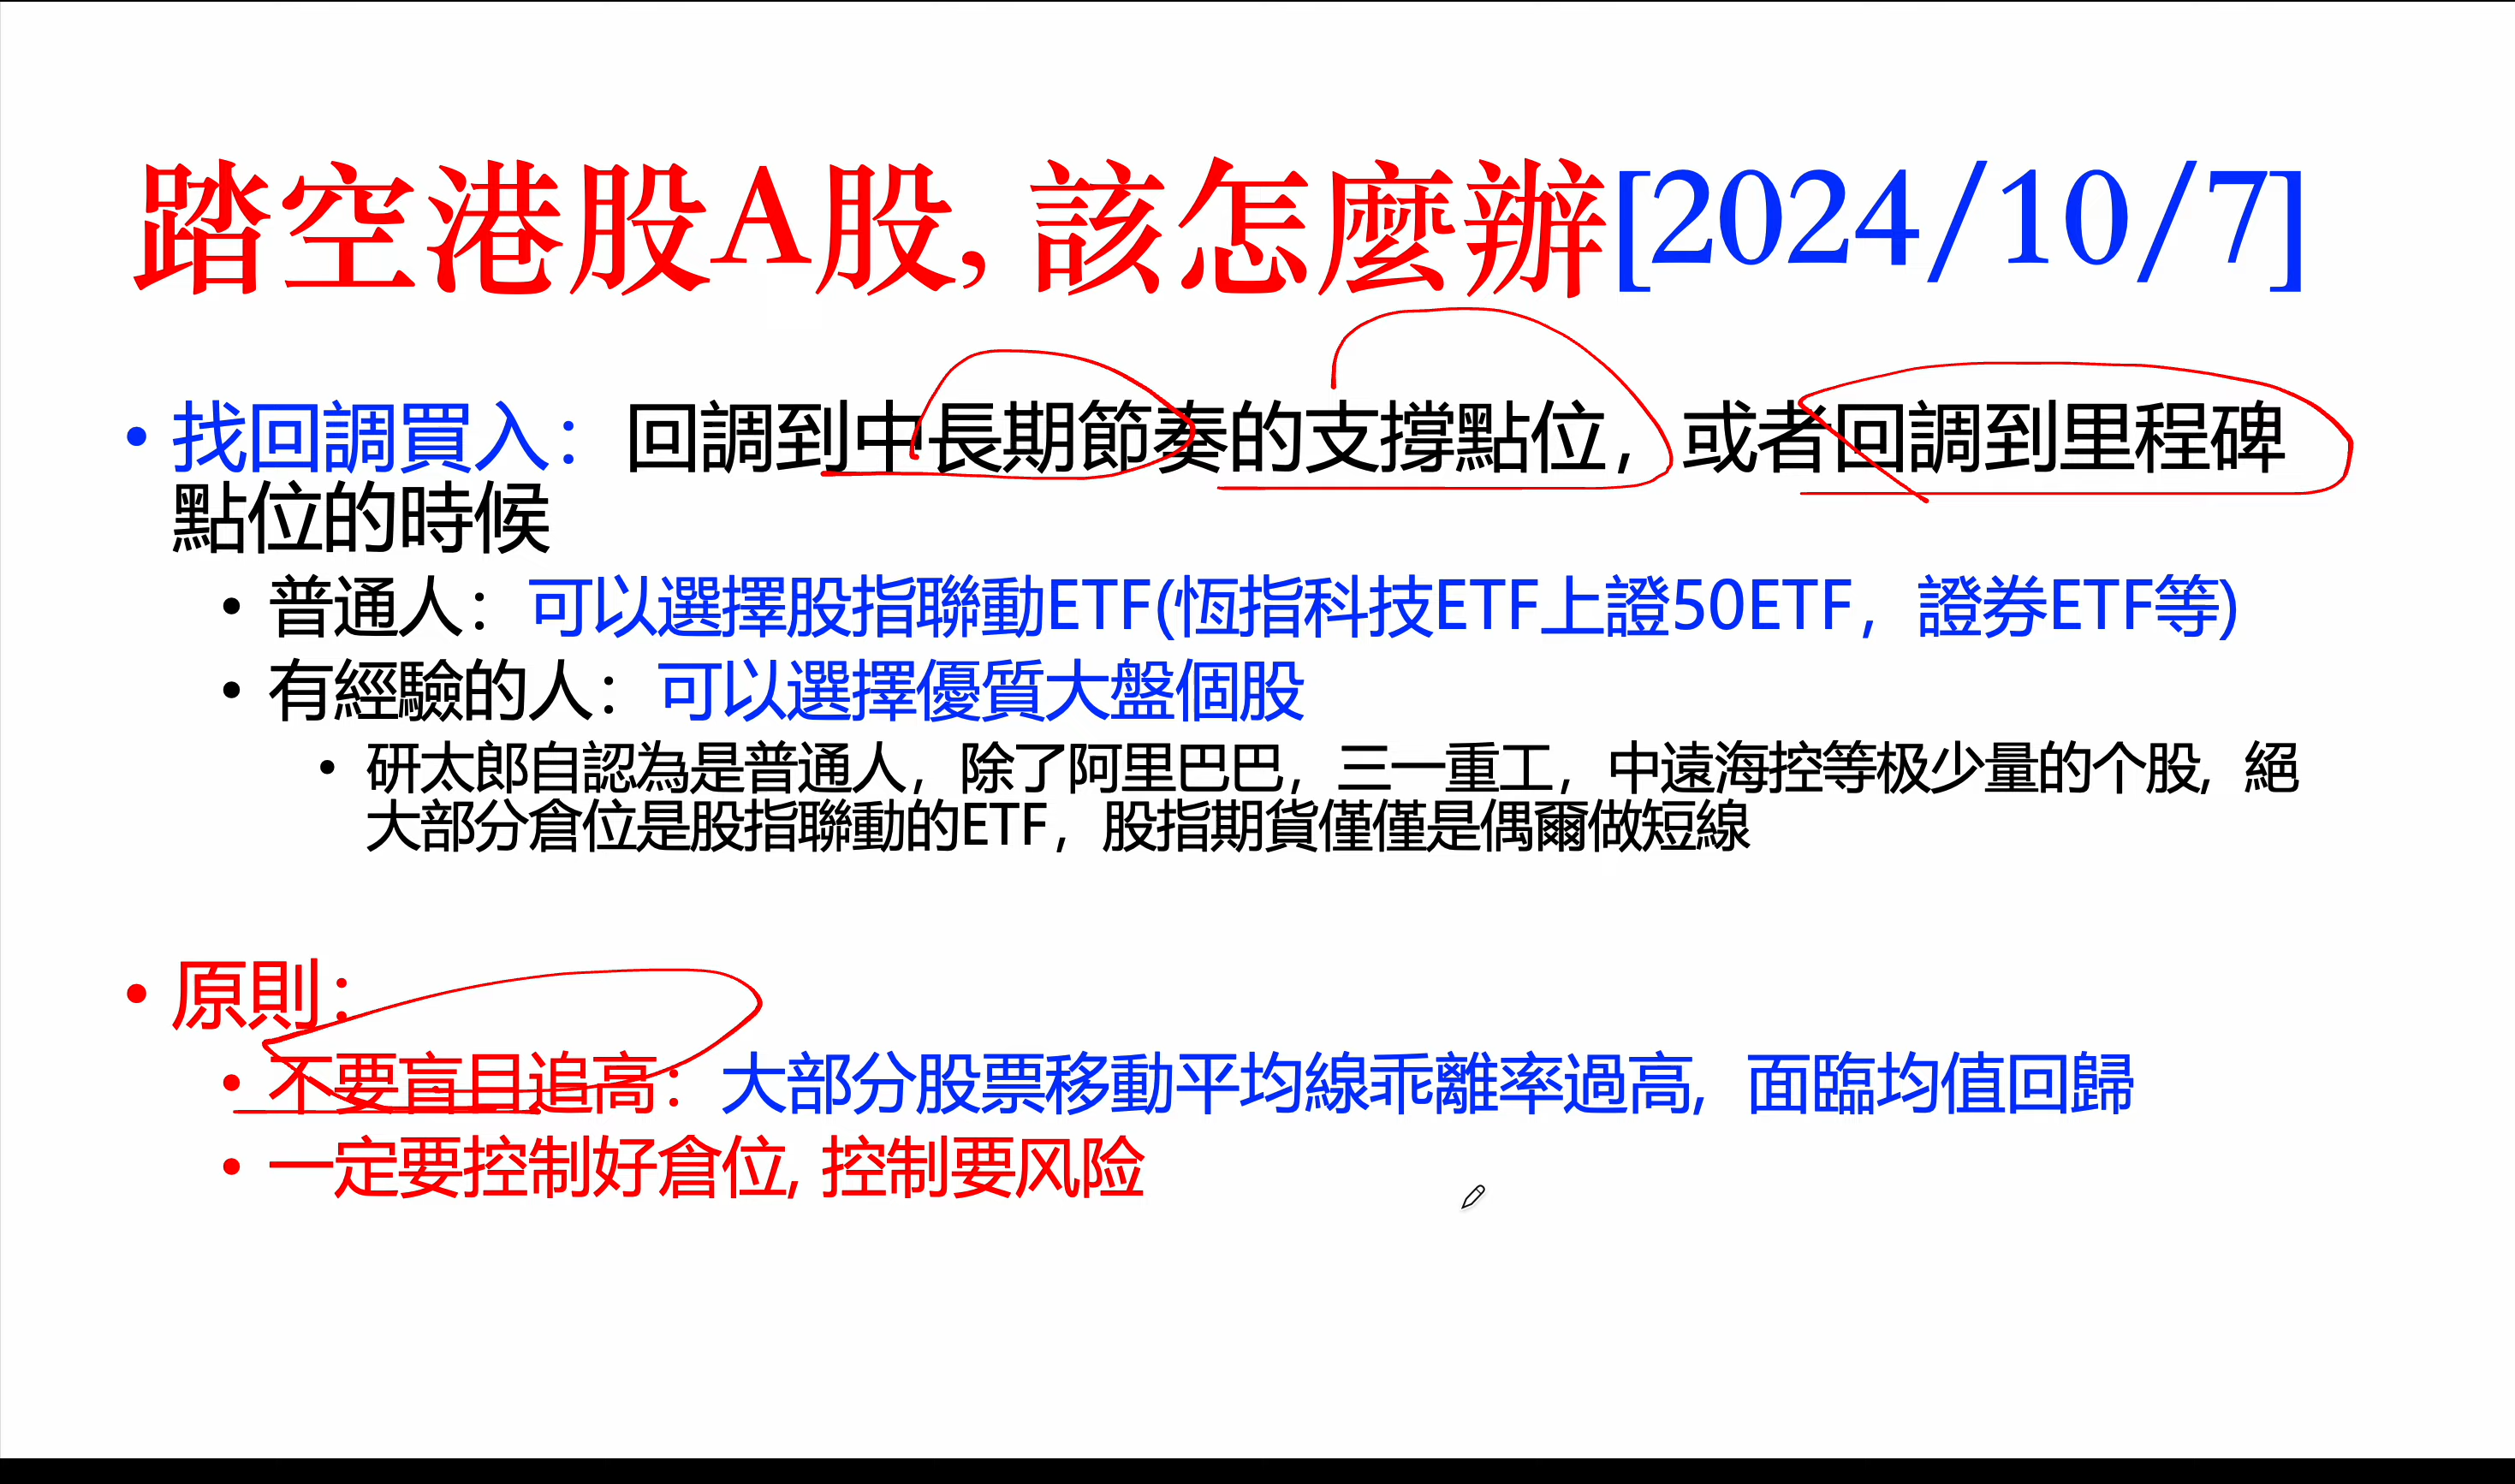 踏空港股A股, 該怎麼辦[2024/10/7]
• 找回調買入： 回調到中長期節奏的支撐點位， 或者回調到里程碑
點位的時候
• 普通人： 可以選擇股指聯動ETF(恆指科技ETF上證50ETF， 證券ETF等)
• 有經驗的人： 可以選擇優質大盤個股
• 研太郎自認為是普通人， 除了阿里巴巴， 三一重工， 中遠海控等极少量的个股， 絕
大部分倉位是股指聯動的ETF， 股指期貨僅僅是偶爾做短線
• 原則：
• 不要盲目追高： 大部分股票移動平均線乖離率過高， 面臨均值回歸
• 一定要控制好倉位, 控制要风险